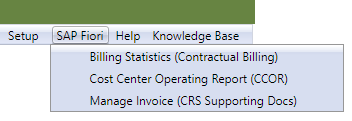 Setup SAP Fiori Help Knowledge Base
Billing Statistics (Contractual Billing)
Cost Center Operating Report (CCOR)
Manage Invoice (CRS Supporting Docs)